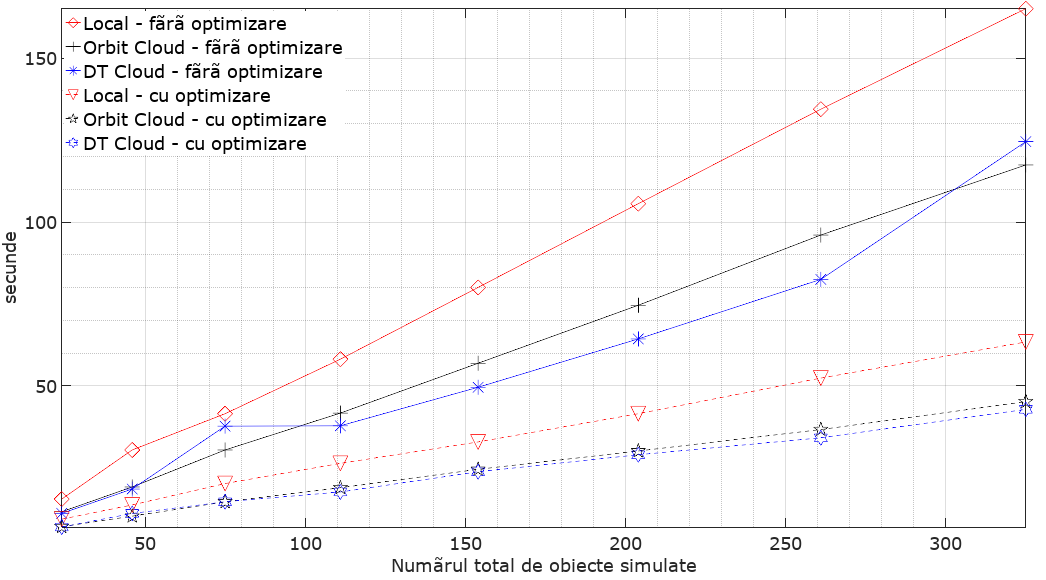 Local - fãrã optimizare
Orbit Cloud - fãrã optimizare
DT Cloud - fãrã optimizare
Local - cu optimizare
Orbit Cloud - cu optimizare
DT Cloud - cu optimizare
150
100
50
secunde
50
100
150
200
250
300
Numãrul total de obiecte simulate